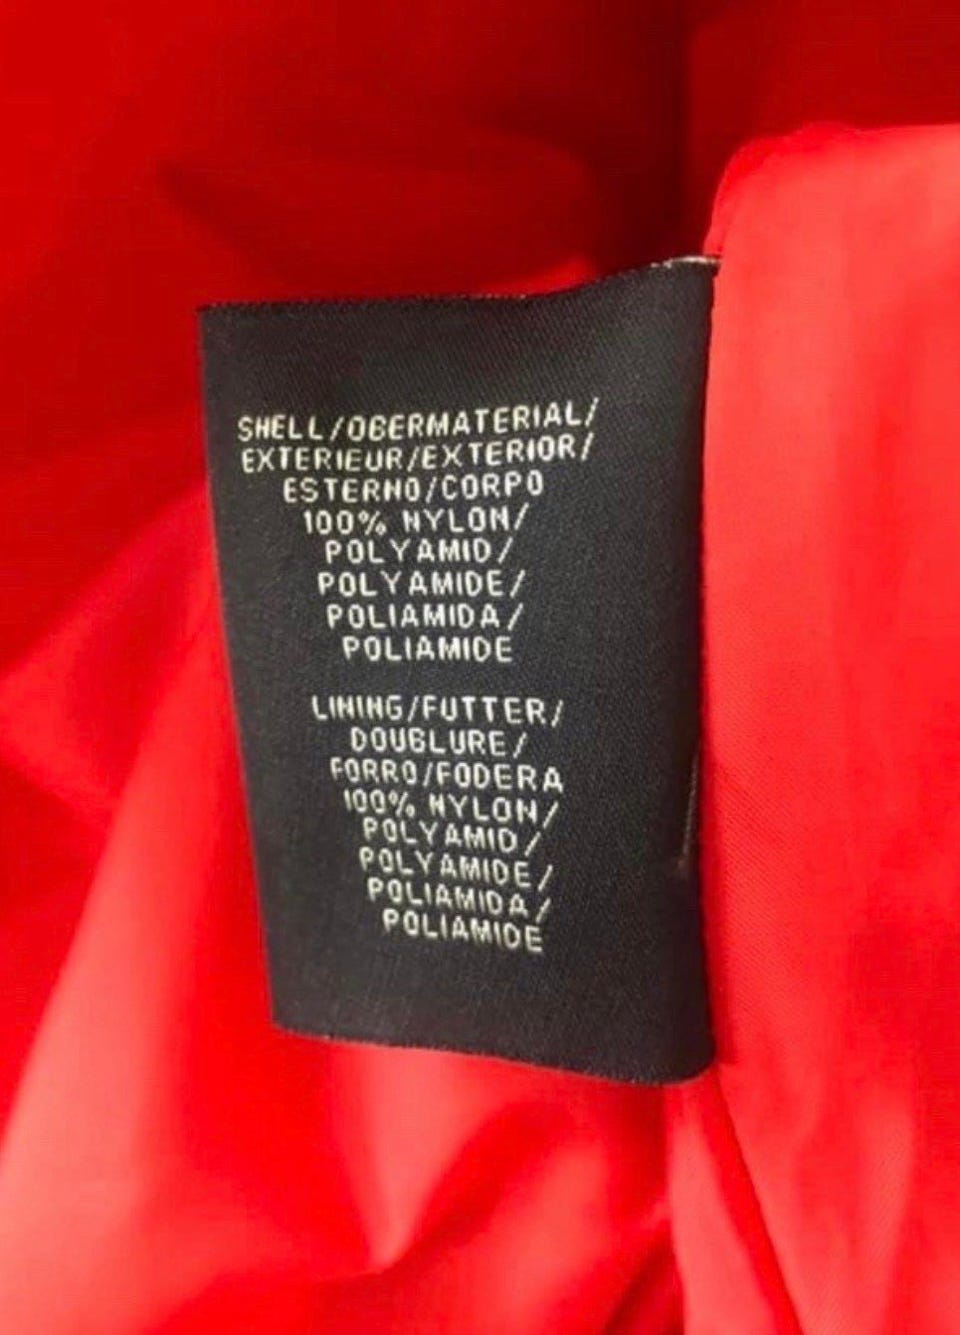 SHELL/OBERMATERIAL/
EXTERIEUR/EXTERIOR/
ESTERNO/CORPO
100% NYLON/
POLYAMID/
POLYAMIDE/
POLIAMIDA/
POLIAMIDE
LINING/FUTTER/
DOUBLURE/
FORRO/FODERA
100% NYLON/
POLYAMID/
POLYAMIDE/
POLIAMIDA/
POLIAMIDE